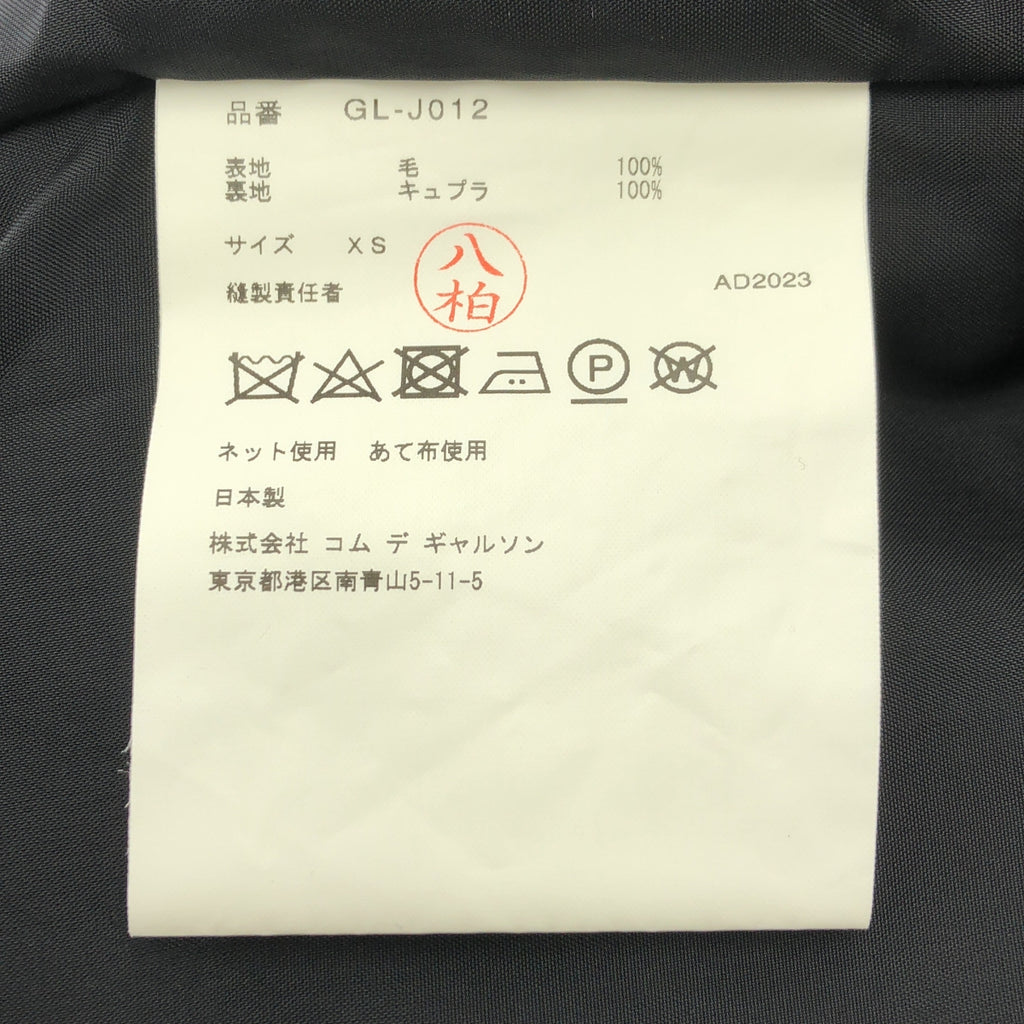 品番 GL-J012
表地 毛 100%
裏地 キュプラ 100%
サイズ XS
八柏
縫製責任者
AD2023
P
W
ネット使用 あて布使用
日本製
株式会社 コム デ ギャルソン
東京都港区南青山5-11-5